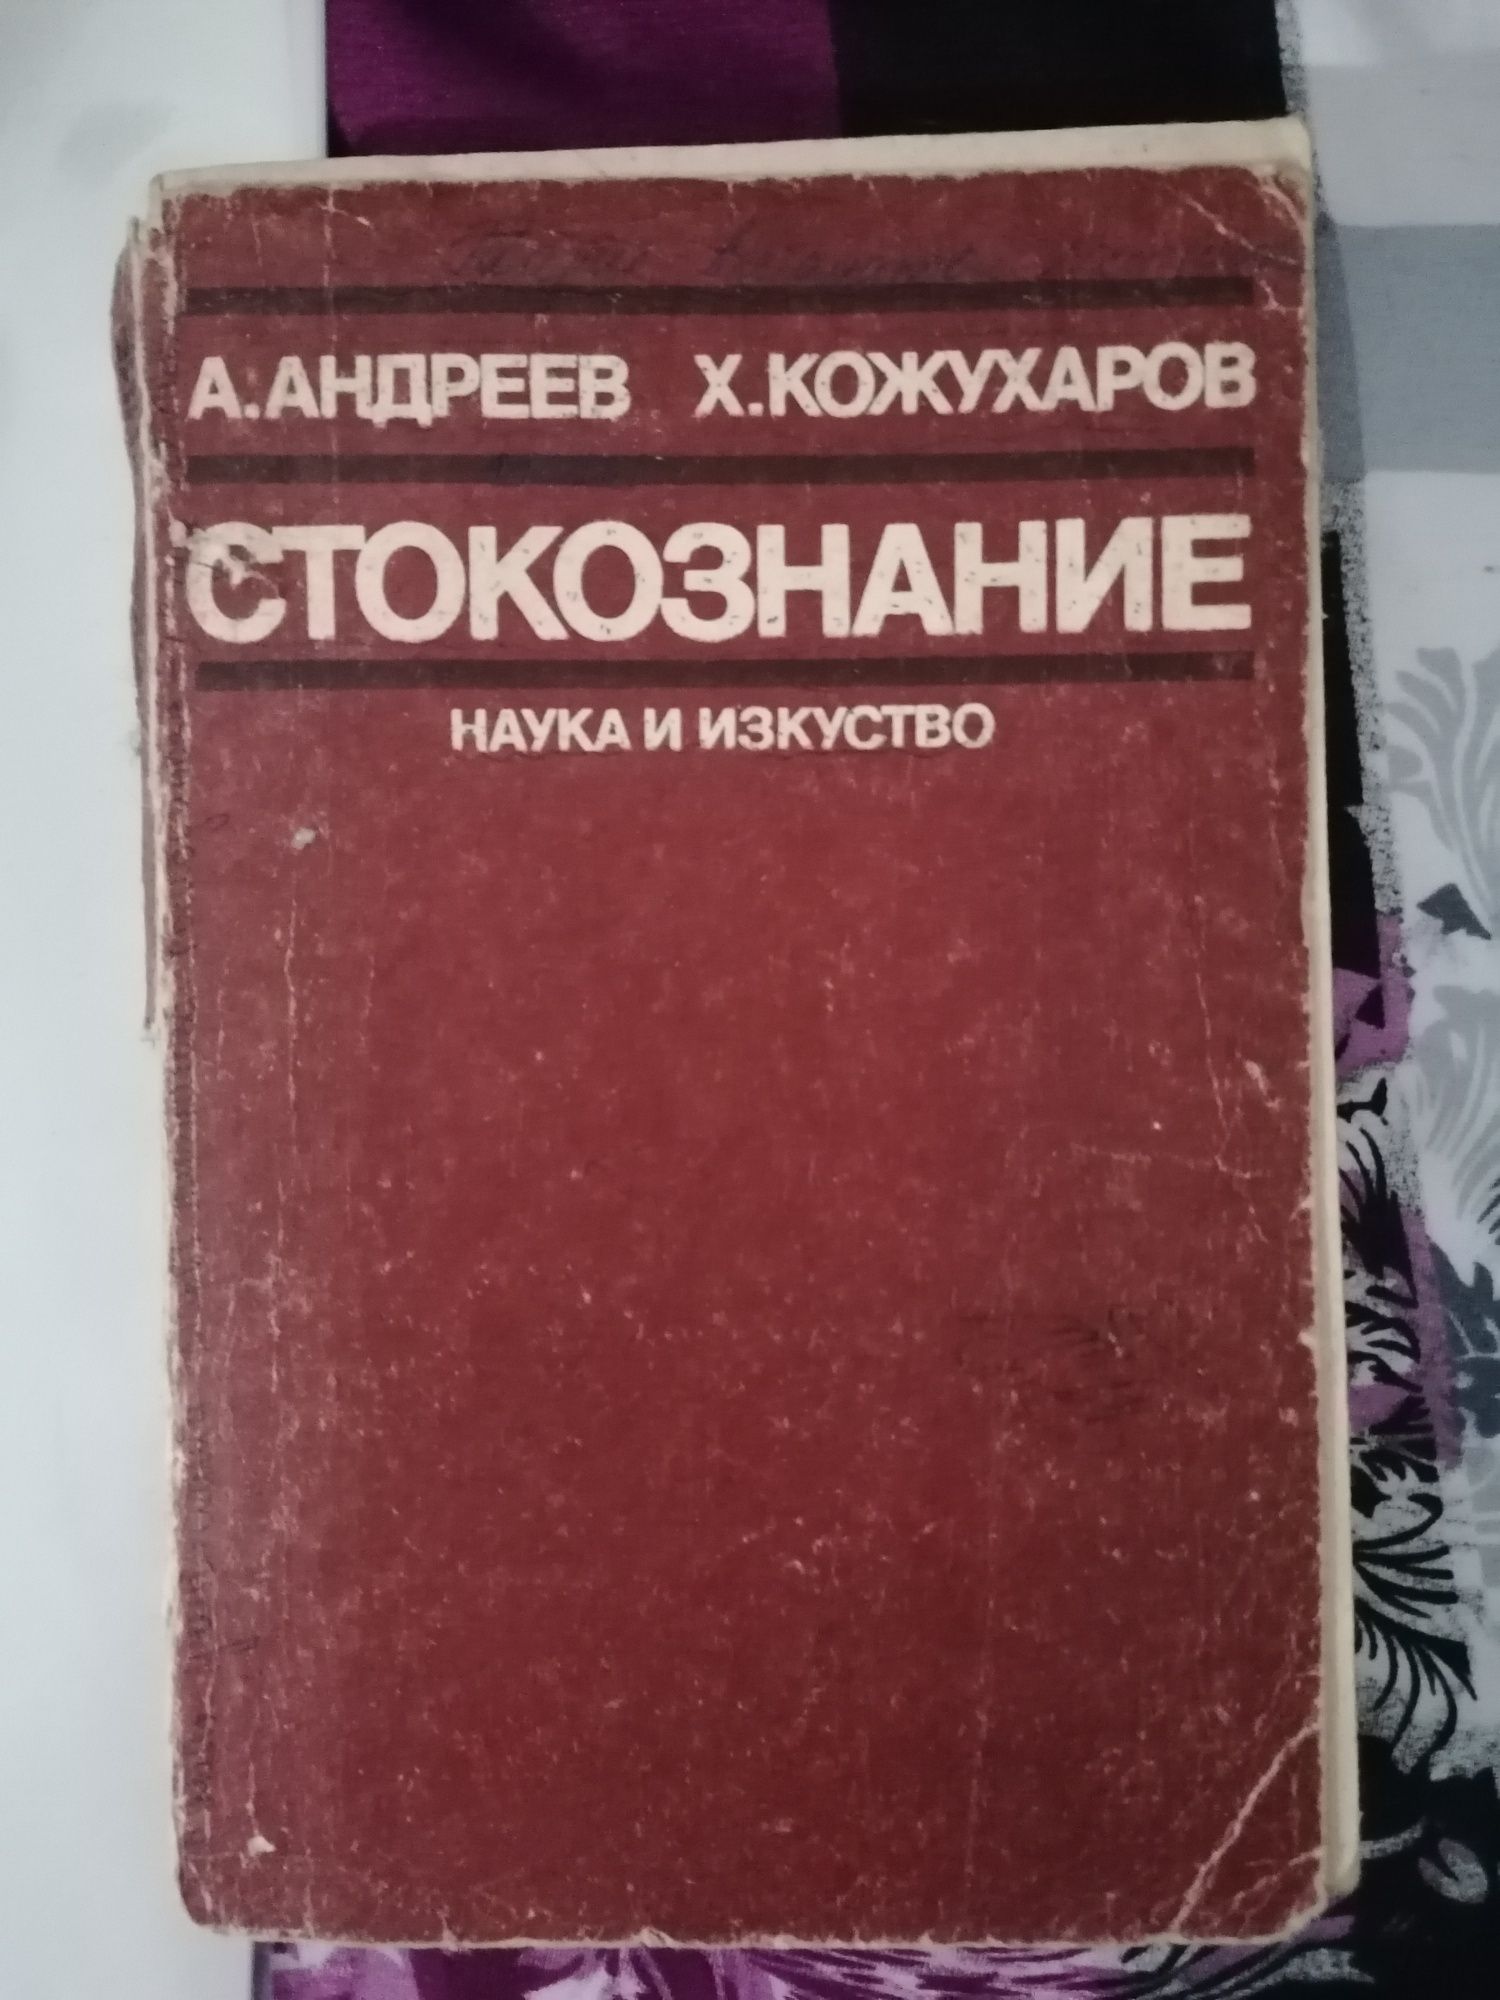 А.АНДРЕЕВ Х.КОЖУХАРОВ
СТОКОЗНАНИЕ
НАУКА И ИЗКУСТВО